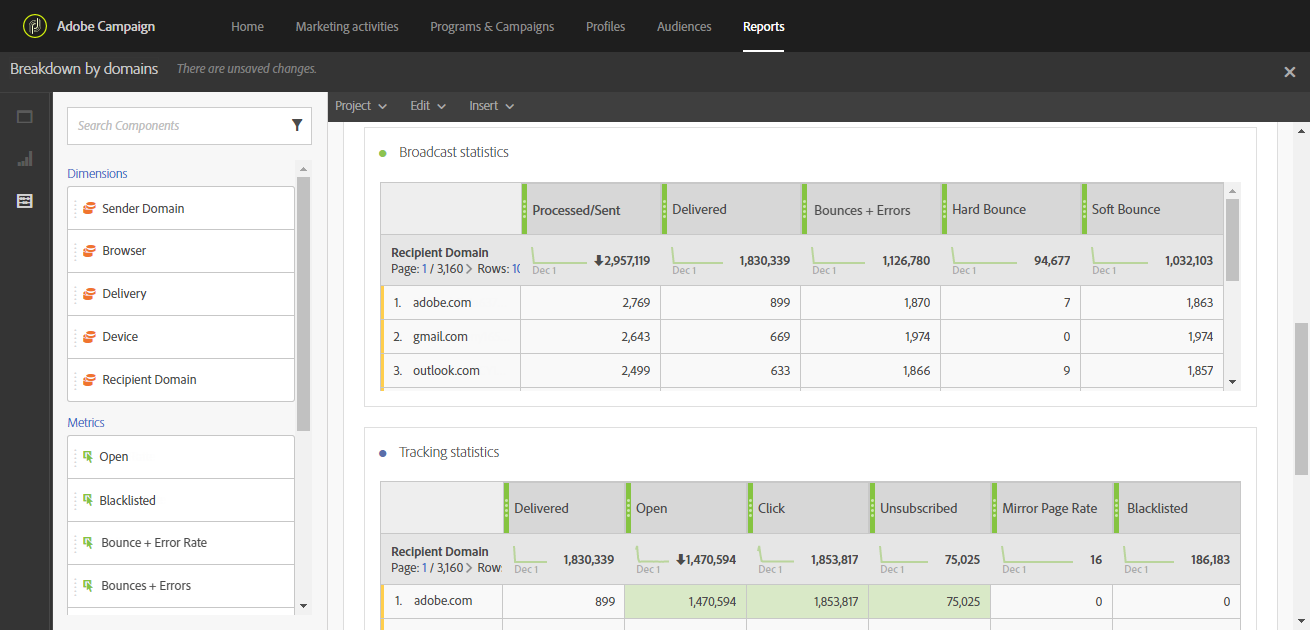 Adobe Campaign Home Marketing activities Programs & Campaigns Profiles Audiences Reports
Breakdown by domains There are unsaved changes.
Project Edit Insert
Search Components
Dimensions
Sender Domain
Browser
Delivery
Device
Recipient Domain
Metrics
Open
Blacklisted
Bounce + Error Rate
Bounces + Errors
Broadcast statistics
Processed/Sent Delivered Bounces + Errors Hard Bounce Soft Bounce
Recipient Domain
Page: 1 / 3,160 Rows: 10
2,957,119 1,830,339 1,126,780 94,677 1,032,103
Dec 1 Dec 1 Dec 1 Dec 1 Dec 1
1. adobe.com 2,769 899 1,870 7 1,863
2. gmail.com 2,643 669 1,974 0 1,974
3. outlook.com 2,499 633 1,866 9 1,857
Tracking statistics
Delivered Open Click Unsubscribed Mirror Page Rate Blacklisted
Recipient Domain
Page: 1 / 3,160 Row
1,830,339 1,470,594 1,853,817 75,025 16 186,183
Dec 1 Dec 1 Dec 1 Dec 1 Dec 1 Dec 1
1. adobe.com 899 1,470,594 1,853,817 75,025 0 0